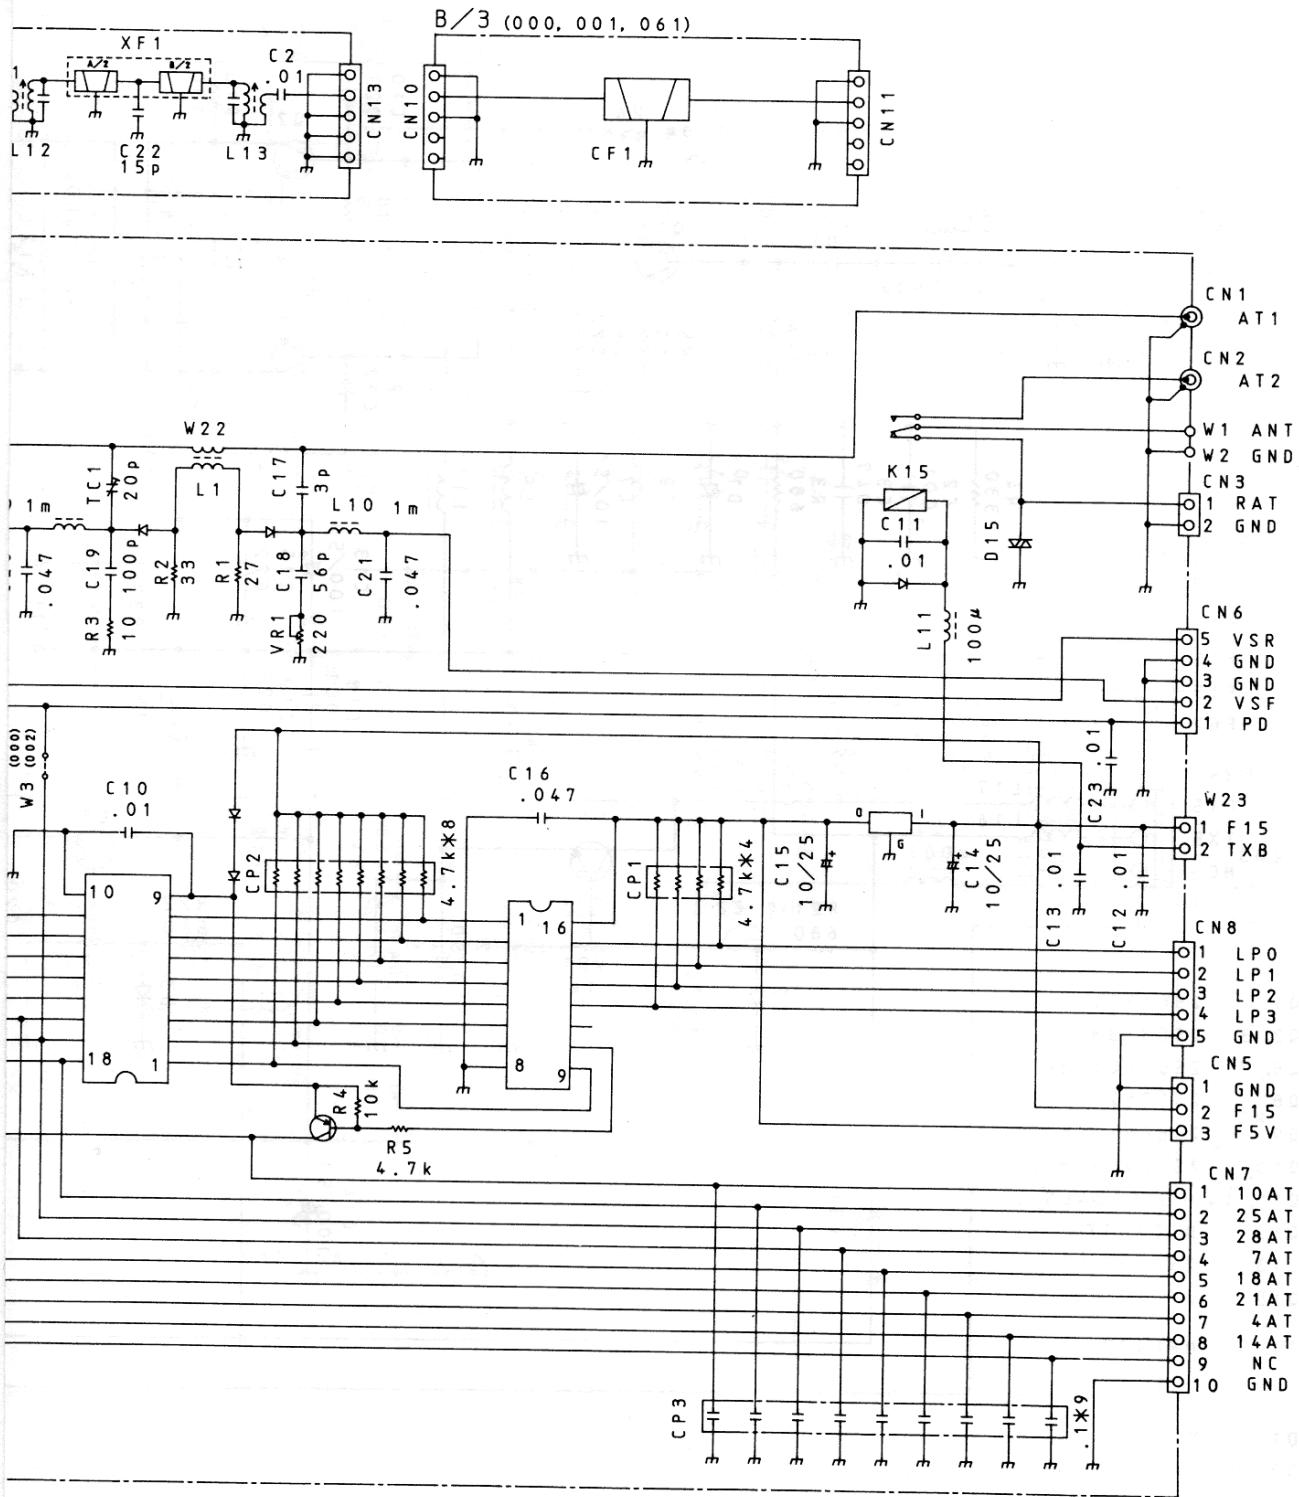 B/3 (000, 001, 061)
XF1
A/2
B/2
C2
.01
1
L12
C22
15p
L13
CN13
CN10
CF1
CN11
CN1
AT1
CN2
AT2
W1 ANT
W2 GND
CN3
1 RAT
2 GND
W22
L1
TC1
20p
C17
3p
1m
L10 1m
K15
C11
.01
D15
.047
C19
100p
R2
33
R1
27
C18
56p
C21
.047
R3
10
VR1
220
L11
100μ
CN6
5 VSR
4 GND
3 GND
2 VSF
1 PD
W3
(000)
(002)
C10
.01
C16
.047
C23 .01
W23
1 F15
2 TXB
CP2
4.7k*8
CP1
4.7k*4
C15
10/25
+
O
I
G
C14
10/25
+
C13 .01
C12 .01
10
9
18
1
1
16
8
9
CN8
1 LP0
2 LP1
3 LP2
4 LP3
5 GND
CN5
1 GND
2 F15
3 F5V
R4
10k
R5
4.7k
CN7
1 10AT
2 25AT
3 28AT
4 7AT
5 18AT
6 21AT
7 4AT
8 14AT
9 NC
10 GND
CP3
.1*9